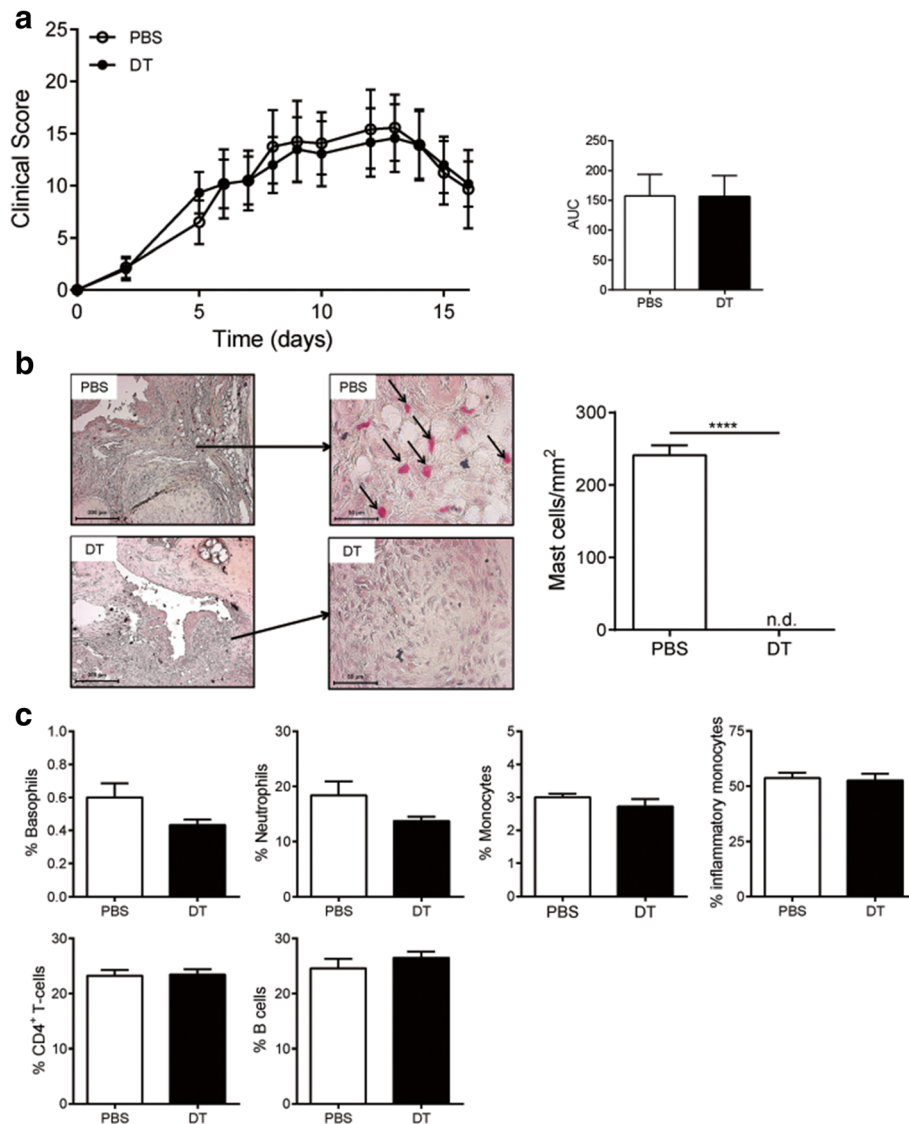 a
25
20
15
10
5
0
Clinical Score
PBS
DT
0 5 10 15
Time (days)
250
200
150
100
50
0
AUC
PBS DT
b
PBS
PBS
DT
DT
300
200
100
0
Mast cells/mm²
****
n.d.
PBS DT
c
1.0
0.8
0.6
0.4
0.2
0.0
% Basophils
PBS DT
30
20
10
0
% Neutrophils
PBS DT
5
4
3
2
1
0
% Monocytes
PBS DT
75
50
25
0
% inflammatory monocytes
PBS DT
30
20
10
0
% CD4⁺ T-cells
PBS DT
30
20
10
0
% B cells
PBS DT